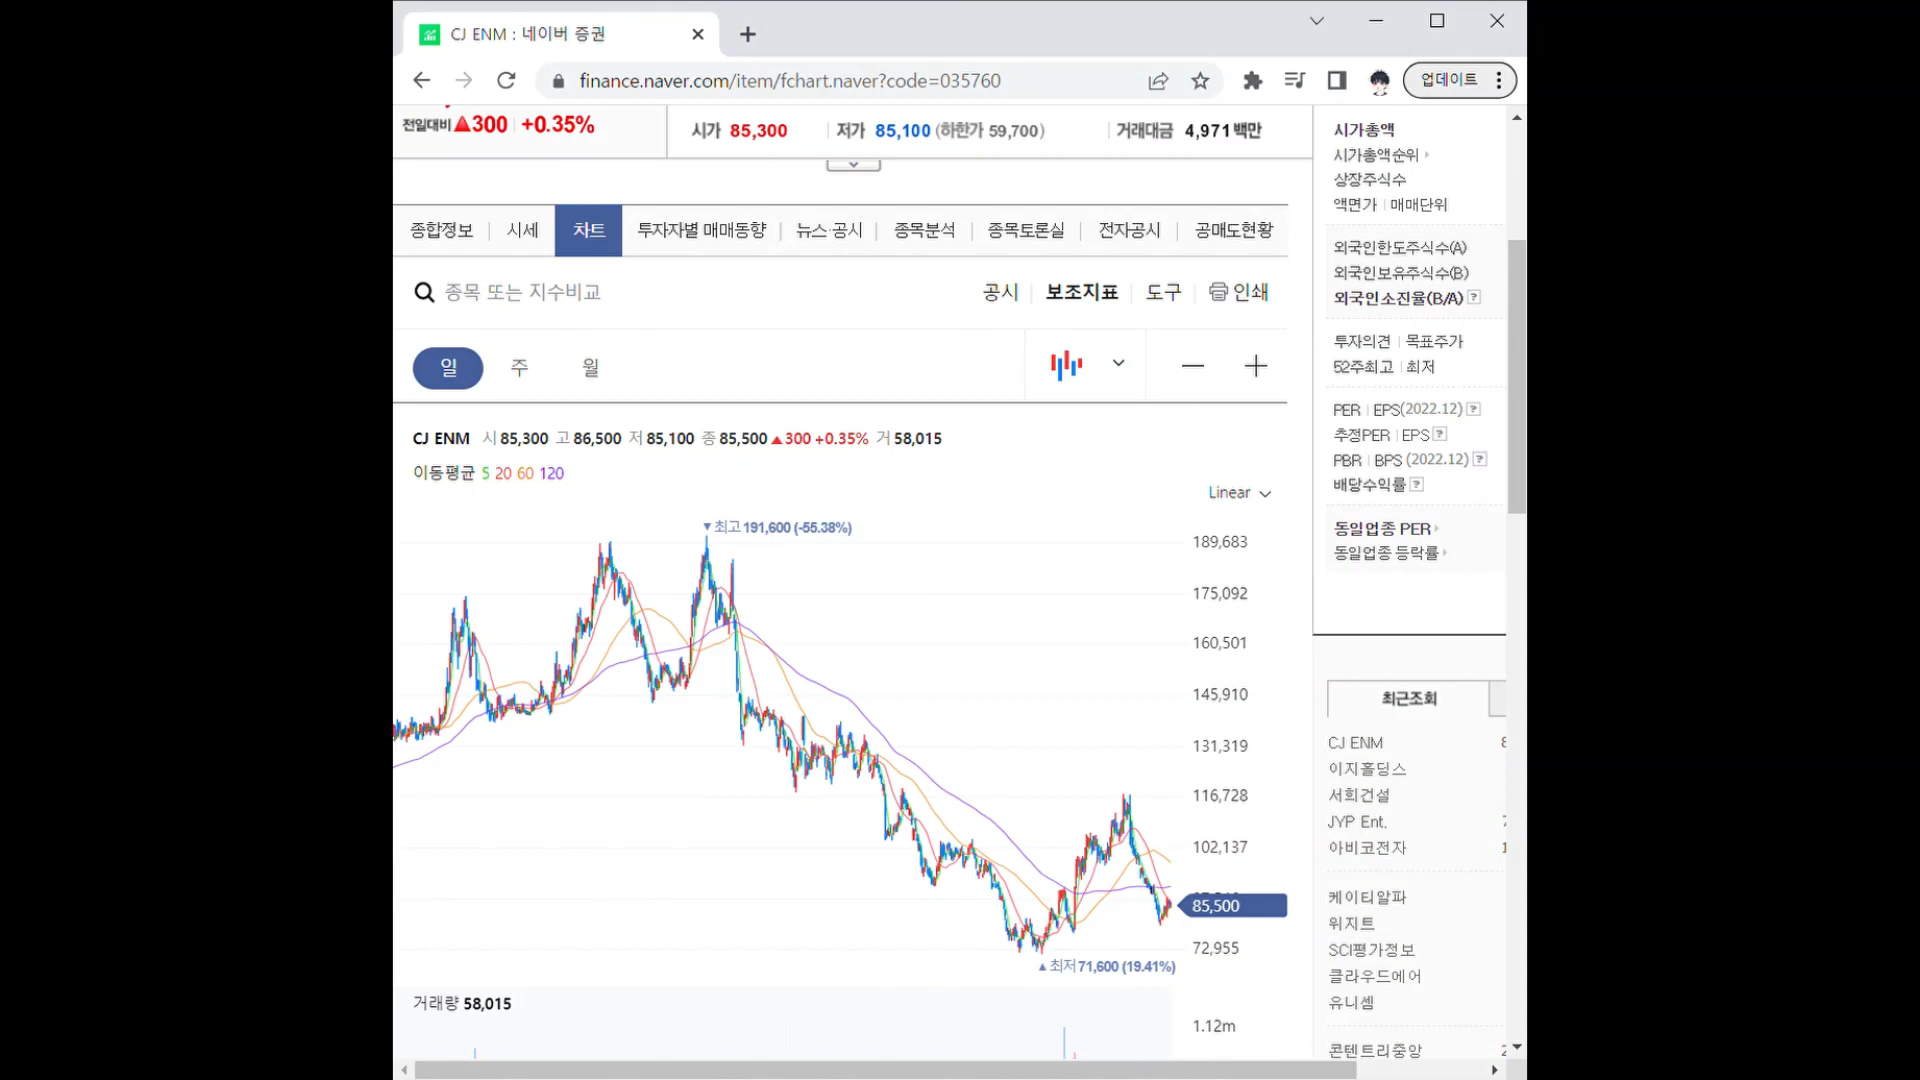 CJ ENM : 네이버 증권
finance.naver.com/item/fchart.naver?code=035760
업데이트
전일대비 ▲300 +0.35%
시가 85,300
저가 85,100 (하한가 59,700)
거래대금 4,971 백만
종합정보
시세
차트
투자자별 매매동향
뉴스·공시
종목분석
종목토론실
전자공시
공매도현황
종목 또는 지수비교
공시
보조지표
도구
인쇄
일
주
월
CJ ENM 시 85,300 고 86,500 저 85,100 종 85,500 ▲300 +0.35% 거 58,015
이동평균 5 20 60 120
Linear
▼최고 191,600 (-55.38%)
189,683
175,092
160,501
145,910
131,319
116,728
102,137
85,500
72,955
▲최저 71,600 (19.41%)
거래량 58,015
1.12m
시가총액
시가총액순위
상장주식수
액면가 | 매매단위
외국인한도주식수(A)
외국인보유주식수(B)
외국인소진율(B/A) ?
투자의견 | 목표주가
52주최고 | 최저
PER | EPS(2022.12) ?
추정PER | EPS ?
PBR | BPS (2022.12) ?
배당수익률 ?
동일업종 PER
동일업종 등락률
최근조회
CJ ENM
이지홀딩스
서희건설
JYP Ent.
아비코전자
케이티알파
위지트
SCI평가정보
클라우드에어
유니셈
콘텐트리중앙